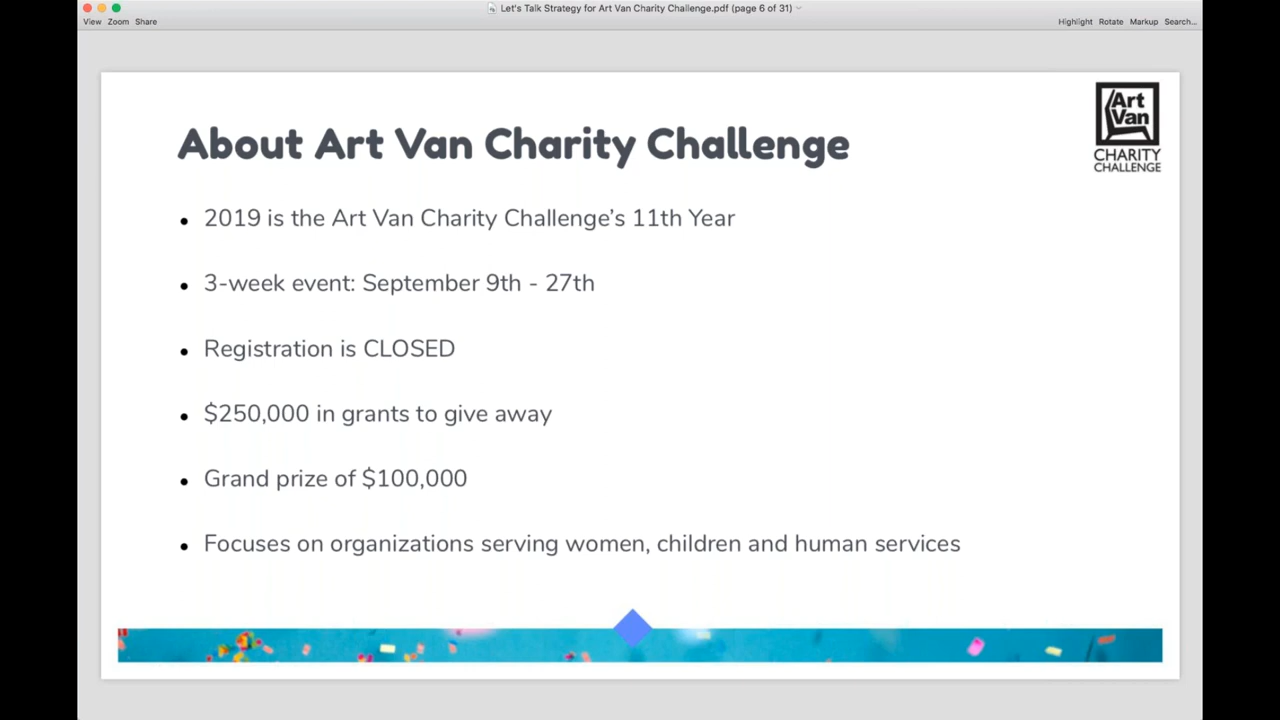 Let's Talk Strategy for Art Van Charity Challenge.pdf (page 6 of 31)
View Zoom Share
Highlight Rotate Markup Search...
Art
Van
CHARITY
CHALLENGE
About Art Van Charity Challenge
• 2019 is the Art Van Charity Challenge’s 11th Year
• 3-week event: September 9th - 27th
• Registration is CLOSED
• $250,000 in grants to give away
• Grand prize of $100,000
• Focuses on organizations serving women, children and human services